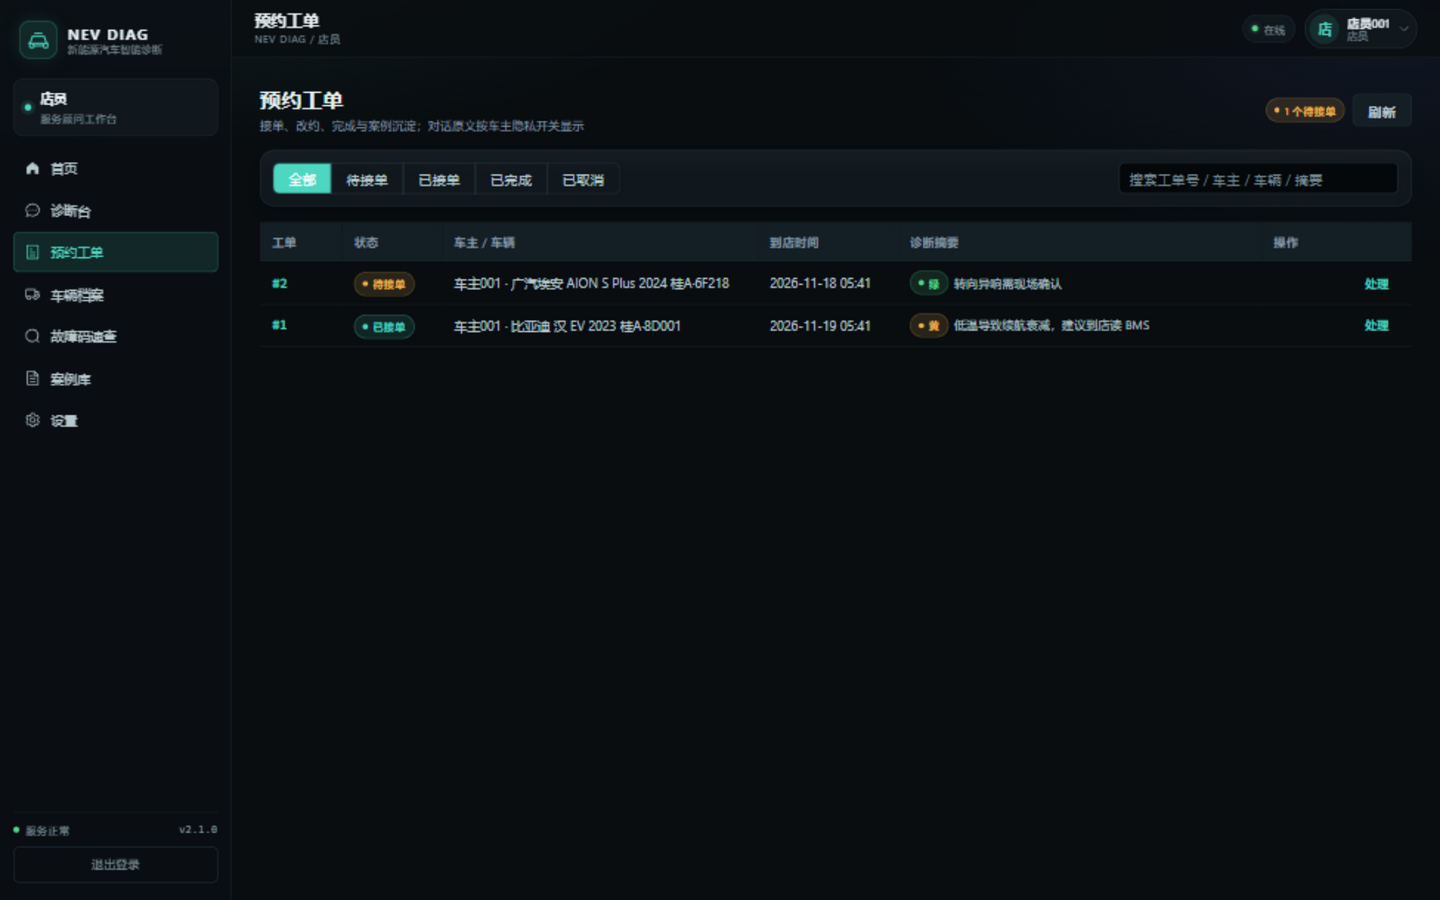 NEV DIAG
新能源汽车智能诊断
店员
服务顾问工作台
首页
诊断台
预约工单
车辆档案
故障码速查
案例库
设置
服务正常
v2.1.0
退出登录
预约工单
NEV DIAG / 店员
在线
店
店员001
店员
预约工单
接单、改约、完成与案例沉淀；对话原文按车主隐私开关显示
1 个待接单
刷新
全部 待接单 已接单 已完成 已取消
搜索工单号 / 车主 / 车辆 / 摘要
工单 状态 车主 / 车辆 到店时间 诊断摘要 操作
#2 待接单 车主001 · 广汽埃安 AION S Plus 2024 桂A·6F218 2026-11-18 05:41 绿 转向异响需现场确认 处理
#1 已接单 车主001 · 比亚迪 汉 EV 2023 桂A·8D001 2026-11-19 05:41 黄 低温导致续航衰减，建议到店读 BMS 处理